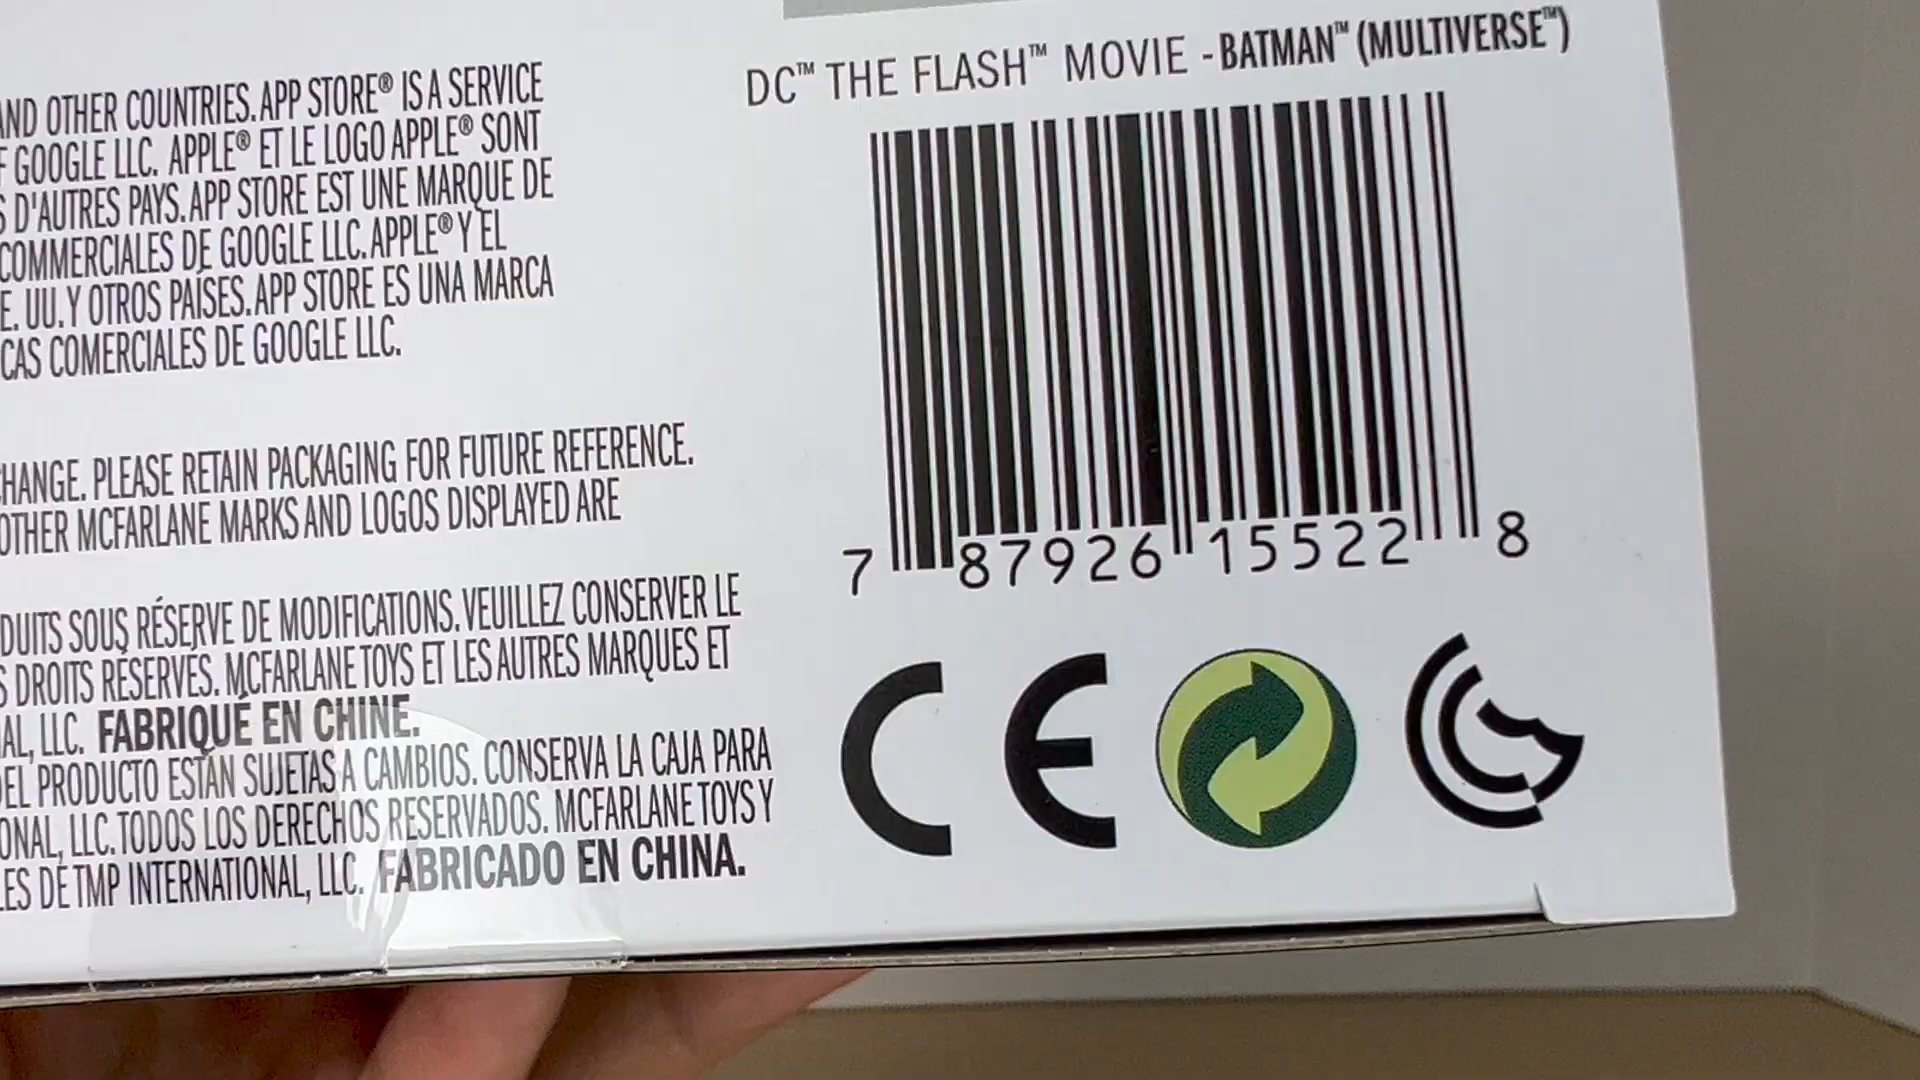 AND OTHER COUNTRIES. APP STORE® IS A SERVICE
F GOOGLE LLC. APPLE® ET LE LOGO APPLE® SONT
S D'AUTRES PAYS. APP STORE EST UNE MARQUE DE
COMMERCIALES DE GOOGLE LLC. APPLE® Y EL
E. UU. Y OTROS PAÍSES. APP STORE ES UNA MARCA
CAS COMERCIALES DE GOOGLE LLC.
CHANGE. PLEASE RETAIN PACKAGING FOR FUTURE REFERENCE.
OTHER MCFARLANE MARKS AND LOGOS DISPLAYED ARE
DUITS SOUS RÉSERVE DE MODIFICATIONS. VEUILLEZ CONSERVER LE
S DROITS RÉSERVÉS. MCFARLANE TOYS ET LES AUTRES MARQUES ET
AL, LLC. FABRIQUÉ EN CHINE.
DEL PRODUCTO ESTÁN SUJETAS A CAMBIOS. CONSERVA LA CAJA PARA
ONAL, LLC. TODOS LOS DERECHOS RESERVADOS. MCFARLANE TOYS Y
LES DE TMP INTERNATIONAL, LLC. FABRICADO EN CHINA.
DC™ THE FLASH™ MOVIE - BATMAN™ (MULTIVERSE™)
7 87926 15522 8
CE